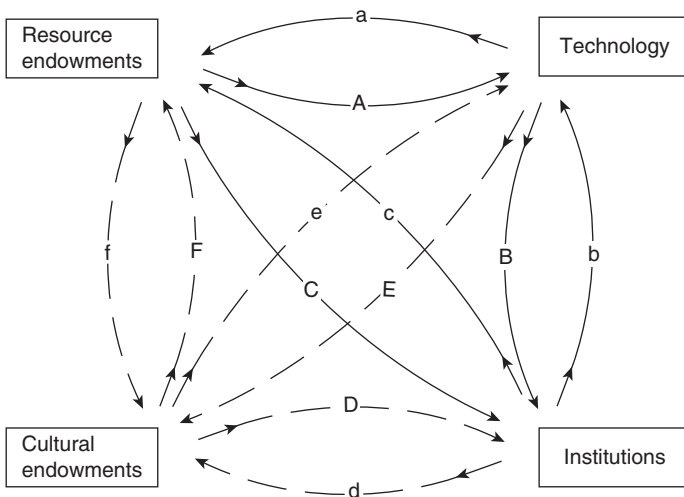 a
Resource
endowments
Technology
A
e
c
f
F
B
b
C
E
D
Cultural
endowments
Institutions
d